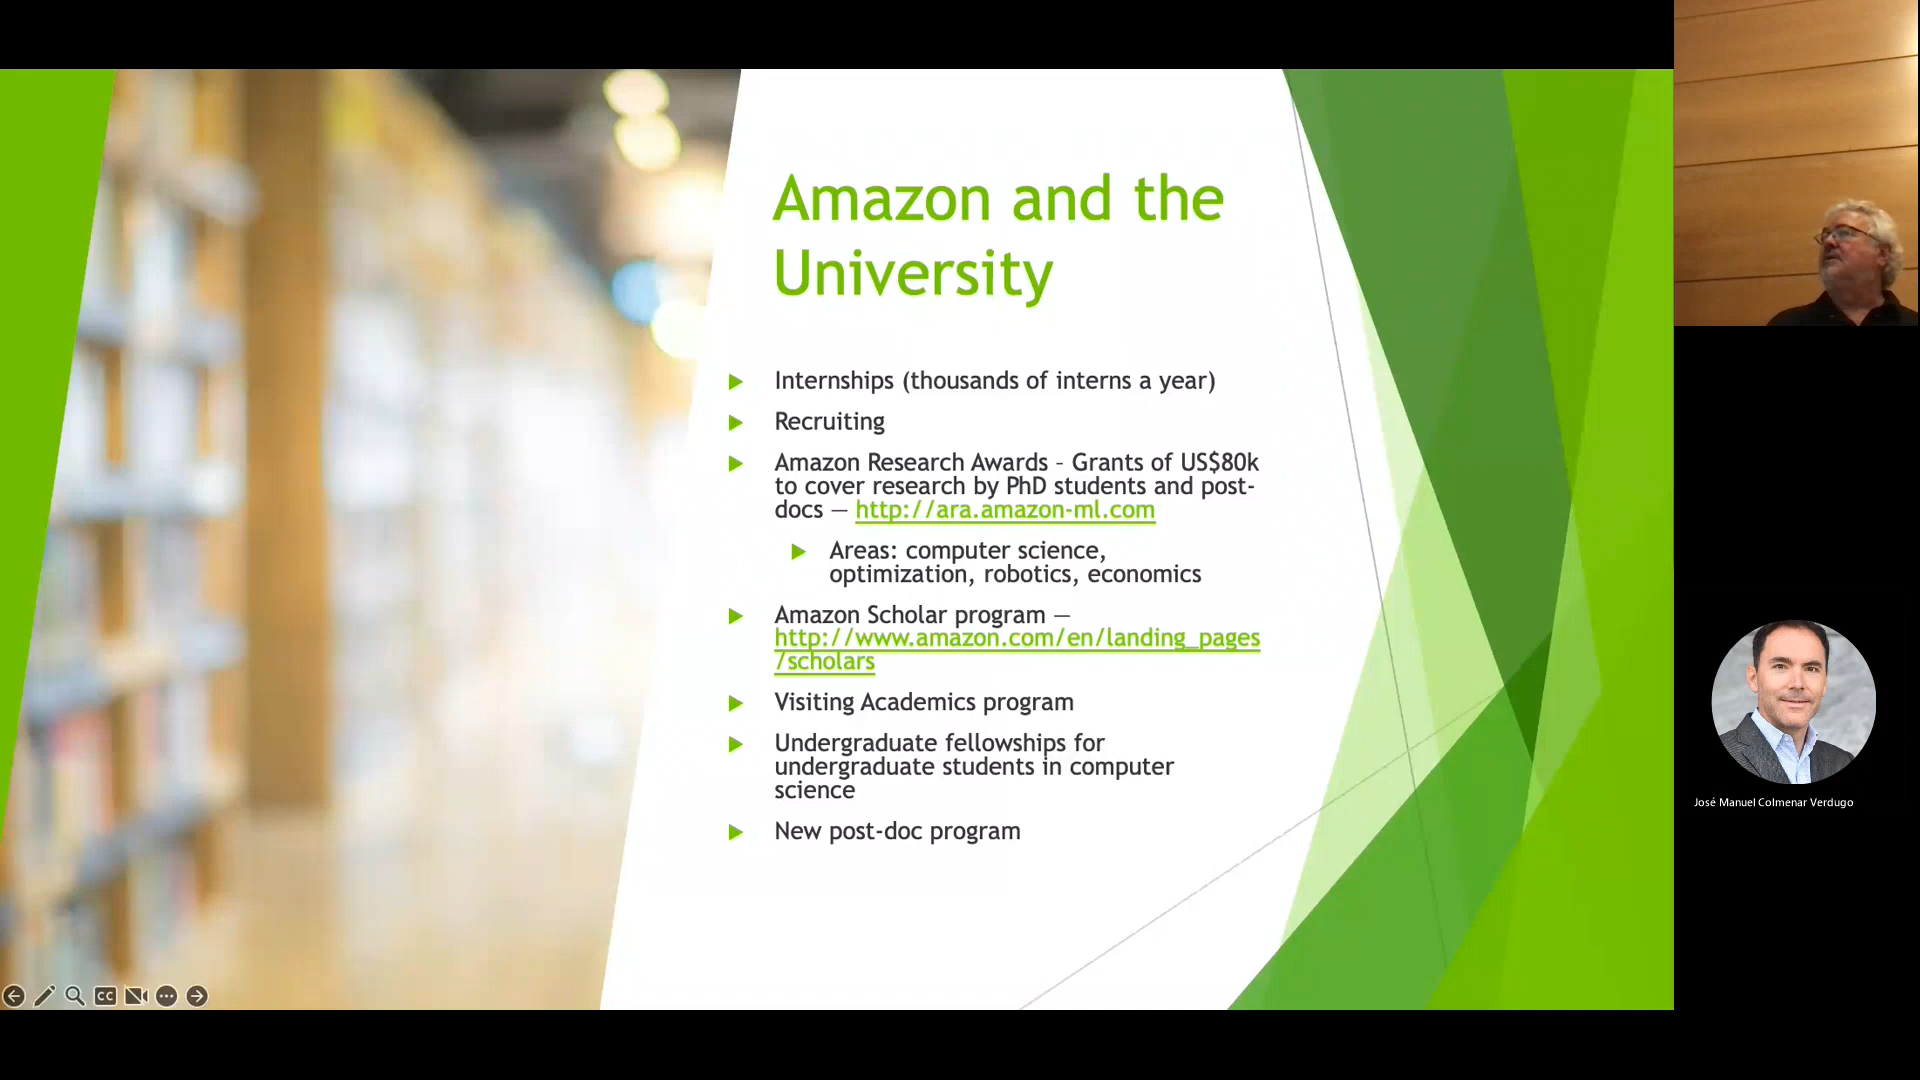 Amazon and the
University
Internships (thousands of interns a year)
Recruiting
Amazon Research Awards – Grants of US$80k
to cover research by PhD students and post-
docs — http://ara.amazon-ml.com
Areas: computer science,
optimization, robotics, economics
Amazon Scholar program —
http://www.amazon.com/en/landing_pages
/scholars
Visiting Academics program
Undergraduate fellowships for
undergraduate students in computer
science
New post-doc program
CC
José Manuel Colmenar Verdugo